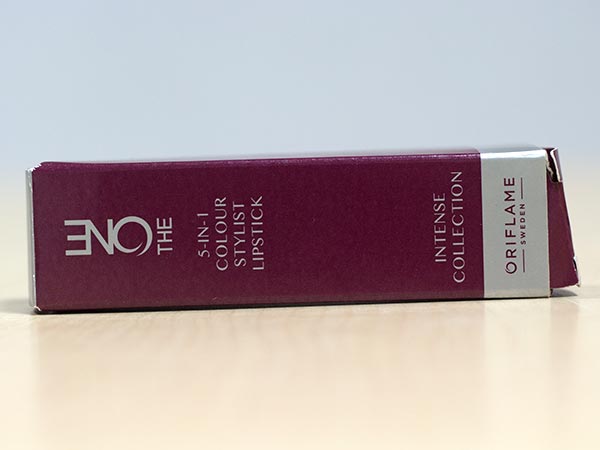 THE
ONE
5-IN-1
COLOUR
STYLIST
LIPSTICK
INTENSE
COLLECTION
ORIFLAME
SWEDEN